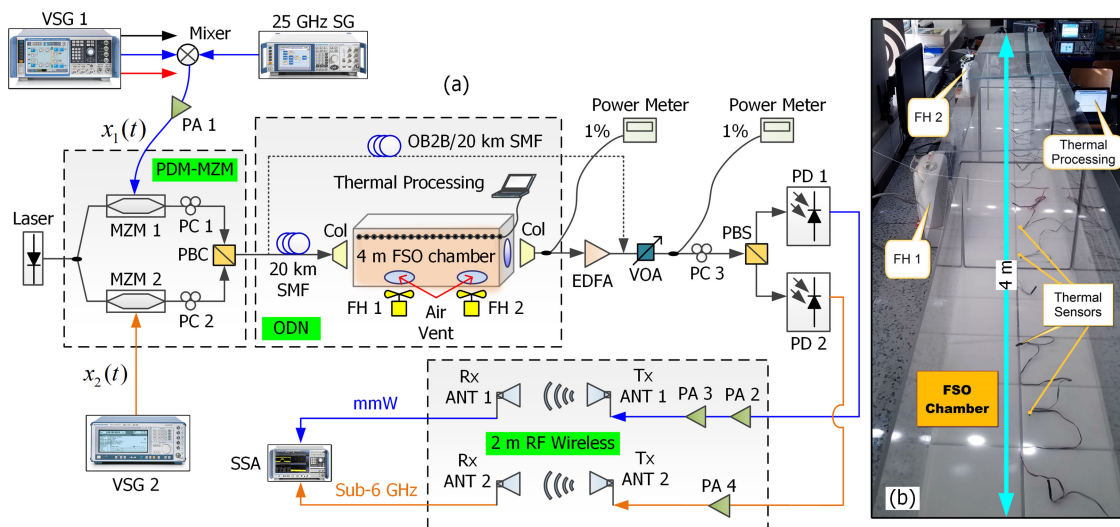 VSG 1
Mixer
25 GHz SG
(a)
PA 1
x₁(t)
PDM-MZM
Laser
MZM 1
PC 1
PBC
MZM 2
PC 2
x₂(t)
VSG 2
OB2B/20 km SMF
Thermal Processing
Col
Col
20 km
SMF
4 m FSO chamber
FH 1
FH 2
Air
Vent
ODN
Power Meter
1%
Power Meter
1%
EDFA
VOA
PC 3
PBS
PD 1
PD 2
Rx
ANT 1
Tx
ANT 1
PA 3
PA 2
mmW
2 m RF Wireless
SSA
Rx
ANT 2
Tx
ANT 2
PA 4
Sub-6 GHz
FH 2
Thermal
Processing
FH 1
4 m
Thermal
Sensors
FSO
Chamber
(b)